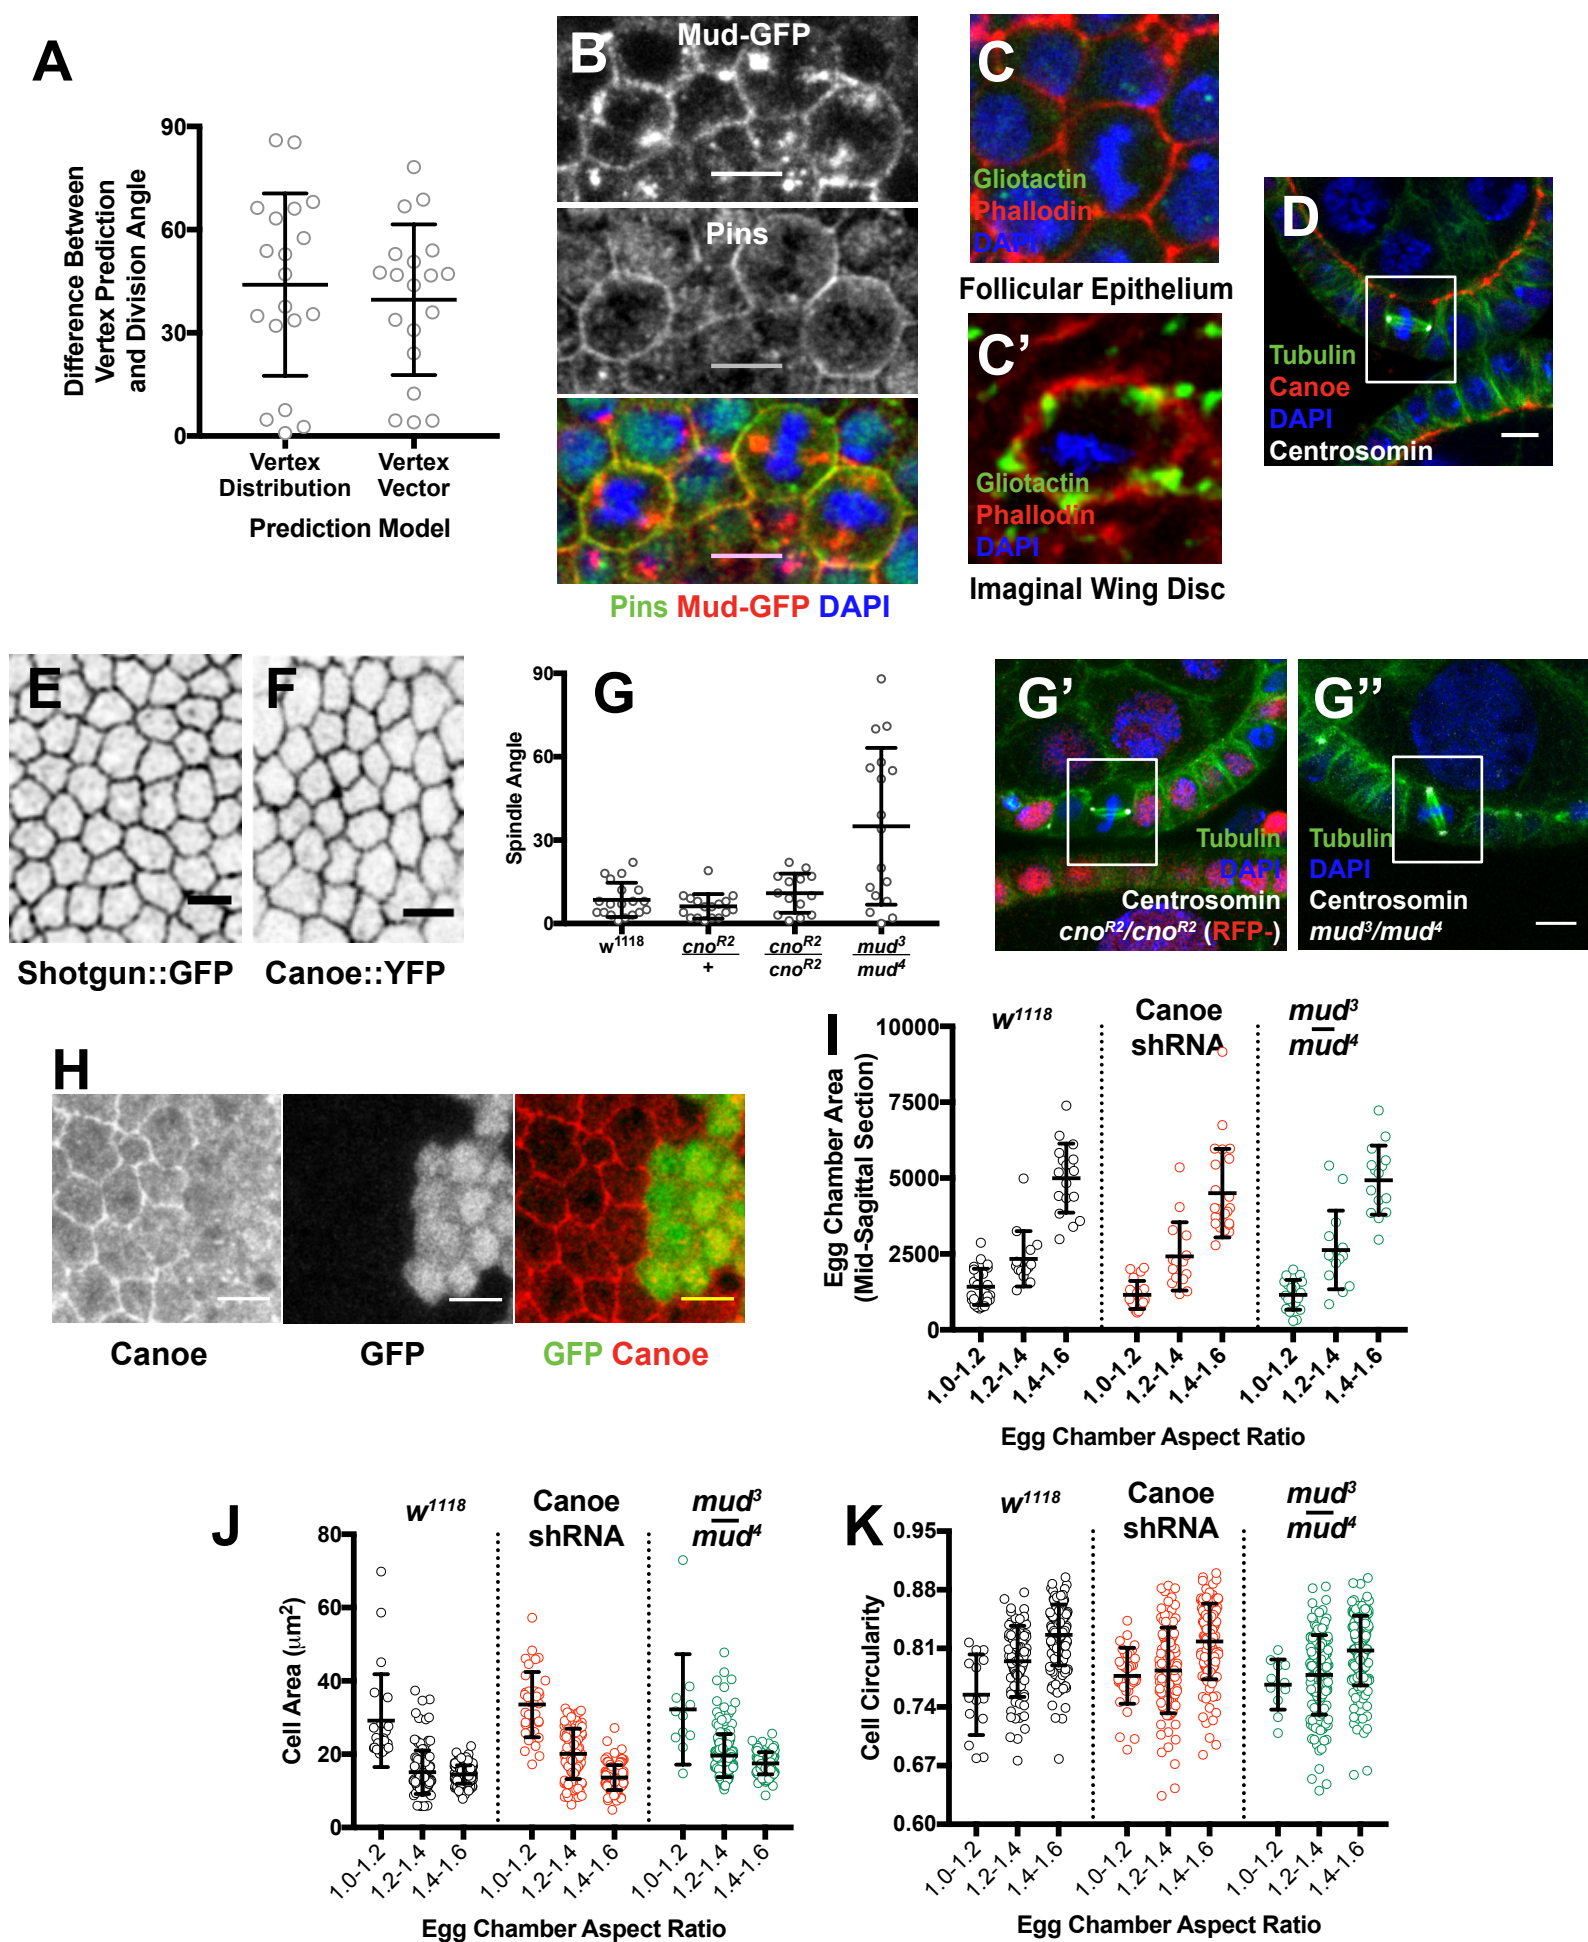 A
90
60
30
0
Difference Between
Vertex Prediction
and Division Angle
Vertex
Distribution
Vertex
Vector
Prediction Model
B
Mud-GFP
Pins
Pins Mud-GFP DAPI
C
Gliotactin
Phallodin
DAPI
Follicular Epithelium
C’
Gliotactin
Phallodin
DAPI
Imaginal Wing Disc
D
Tubulin
Canoe
DAPI
Centrosomin
E
Shotgun::GFP
F
Canoe::YFP
G
90
60
30
0
Spindle Angle
w1118
cnoR2
+
cnoR2
cnoR2
mud3
mud4
G’
Tubulin
DAPI
Centrosomin
cnoR2/cnoR2 (RFP-)
G’’
Tubulin
DAPI
Centrosomin
mud3/mud4
H
Canoe
GFP
GFP Canoe
I
w1118
Canoe
shRNA
mud3
mud4
10000
7500
5000
2500
0
Egg Chamber Area
(Mid-Sagittal Section)
1.0-1.2
1.2-1.4
1.4-1.6
1.0-1.2
1.2-1.4
1.4-1.6
1.0-1.2
1.2-1.4
1.4-1.6
Egg Chamber Aspect Ratio
J
w1118
Canoe
shRNA
mud3
mud4
80
60
40
20
0
Cell Area (μm2)
1.0-1.2
1.2-1.4
1.4-1.6
1.0-1.2
1.2-1.4
1.4-1.6
1.0-1.2
1.2-1.4
1.4-1.6
Egg Chamber Aspect Ratio
K
w1118
Canoe
shRNA
mud3
mud4
0.95
0.88
0.81
0.74
0.67
0.60
Cell Circularity
1.0-1.2
1.2-1.4
1.4-1.6
1.0-1.2
1.2-1.4
1.4-1.6
1.0-1.2
1.2-1.4
1.4-1.6
Egg Chamber Aspect Ratio